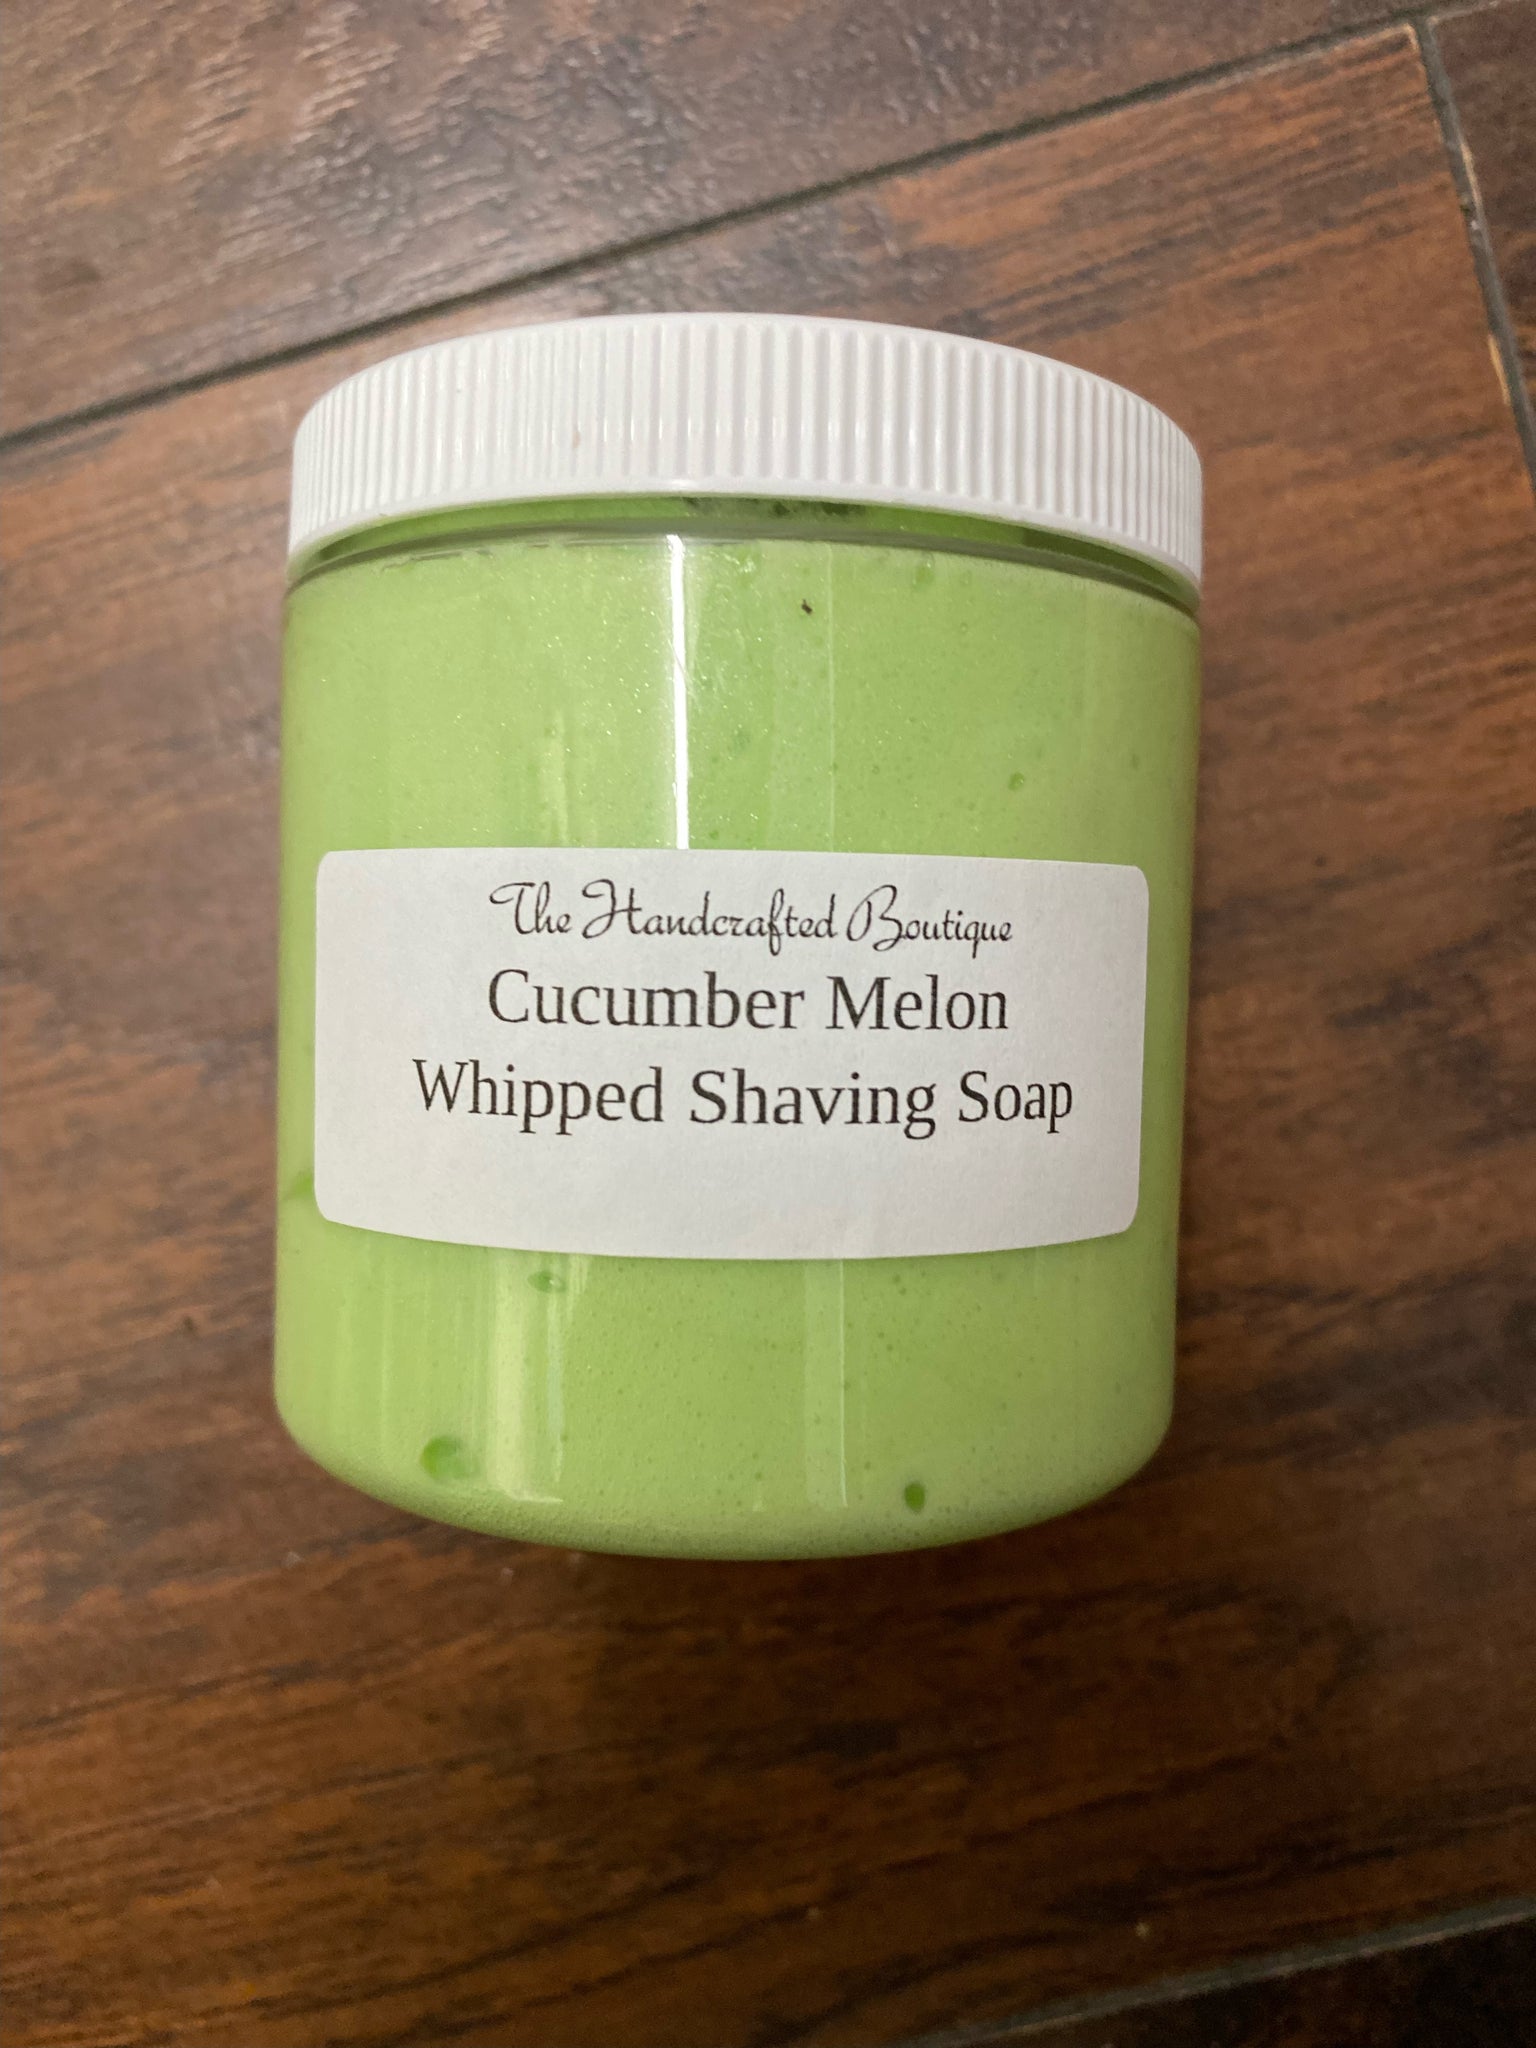 The Handcrafted Boutique
Cucumber Melon
Whipped Shaving Soap